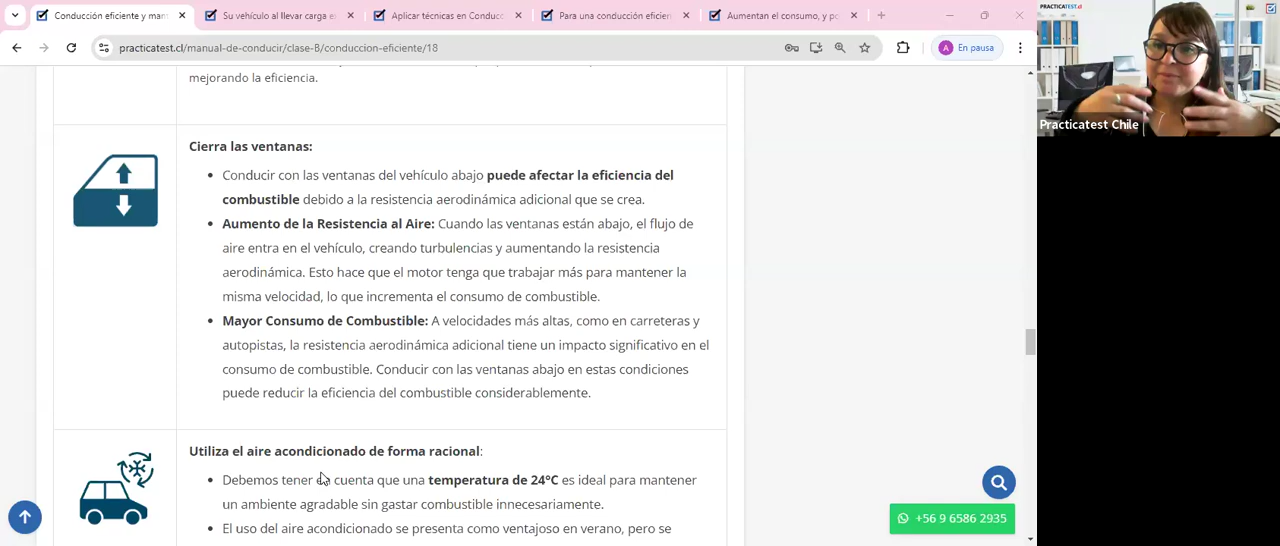 Conducción eficiente y man
Su vehículo al llevar carga e
Aplicar técnicas en Conducc
Para una conducción eficien
Aumentan el consumo, y po
practicatest.cl/manual-de-conducir/clase-B/conduccion-eficiente/18
A
En pausa
PRACTICATEST.cl
Practicatest Chile
mejorando la eficiencia.
Cierra las ventanas:
Conducir con las ventanas del vehículo abajo puede afectar la eficiencia del
combustible debido a la resistencia aerodinámica adicional que se crea.
Aumento de la Resistencia al Aire: Cuando las ventanas están abajo, el flujo de
aire entra en el vehículo, creando turbulencias y aumentando la resistencia
aerodinámica. Esto hace que el motor tenga que trabajar más para mantener la
misma velocidad, lo que incrementa el consumo de combustible.
Mayor Consumo de Combustible: A velocidades más altas, como en carreteras y
autopistas, la resistencia aerodinámica adicional tiene un impacto significativo en el
consumo de combustible. Conducir con las ventanas abajo en estas condiciones
puede reducir la eficiencia del combustible considerablemente.
Utiliza el aire acondicionado de forma racional:
Debemos tener en cuenta que una temperatura de 24°C es ideal para mantener
un ambiente agradable sin gastar combustible innecesariamente.
El uso del aire acondicionado se presenta como ventajoso en verano, pero se
+56 9 6586 2935